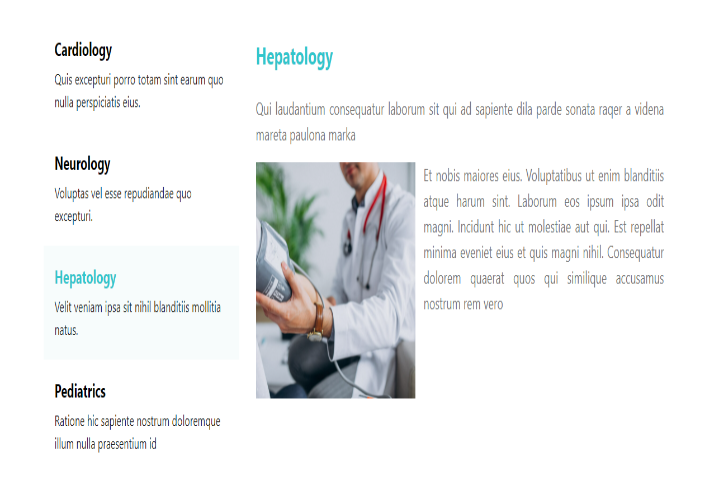 Cardiology
Quis excepturi porro totam sint earum quo
nulla perspiciatis eius.
Neurology
Voluptas vel esse repudiandae quo
excepturi.
Hepatology
Velit veniam ipsa sit nihil blanditiis mollitia
natus.
Pediatrics
Ratione hic sapiente nostrum doloremque
illum nulla praesentium id
Hepatology
Qui laudantium consequatur laborum sit qui ad sapiente dila parde sonata raqer a videna
mareta paulona marka
Et nobis maiores eius. Voluptatibus ut enim blanditiis
atque harum sint. Laborum eos ipsum ipsa odit
magni. Incidunt hic ut molestiae aut qui. Est repellat
minima eveniet eius et quis magni nihil. Consequatur
dolorem quaerat quos qui similique accusamus
nostrum rem vero